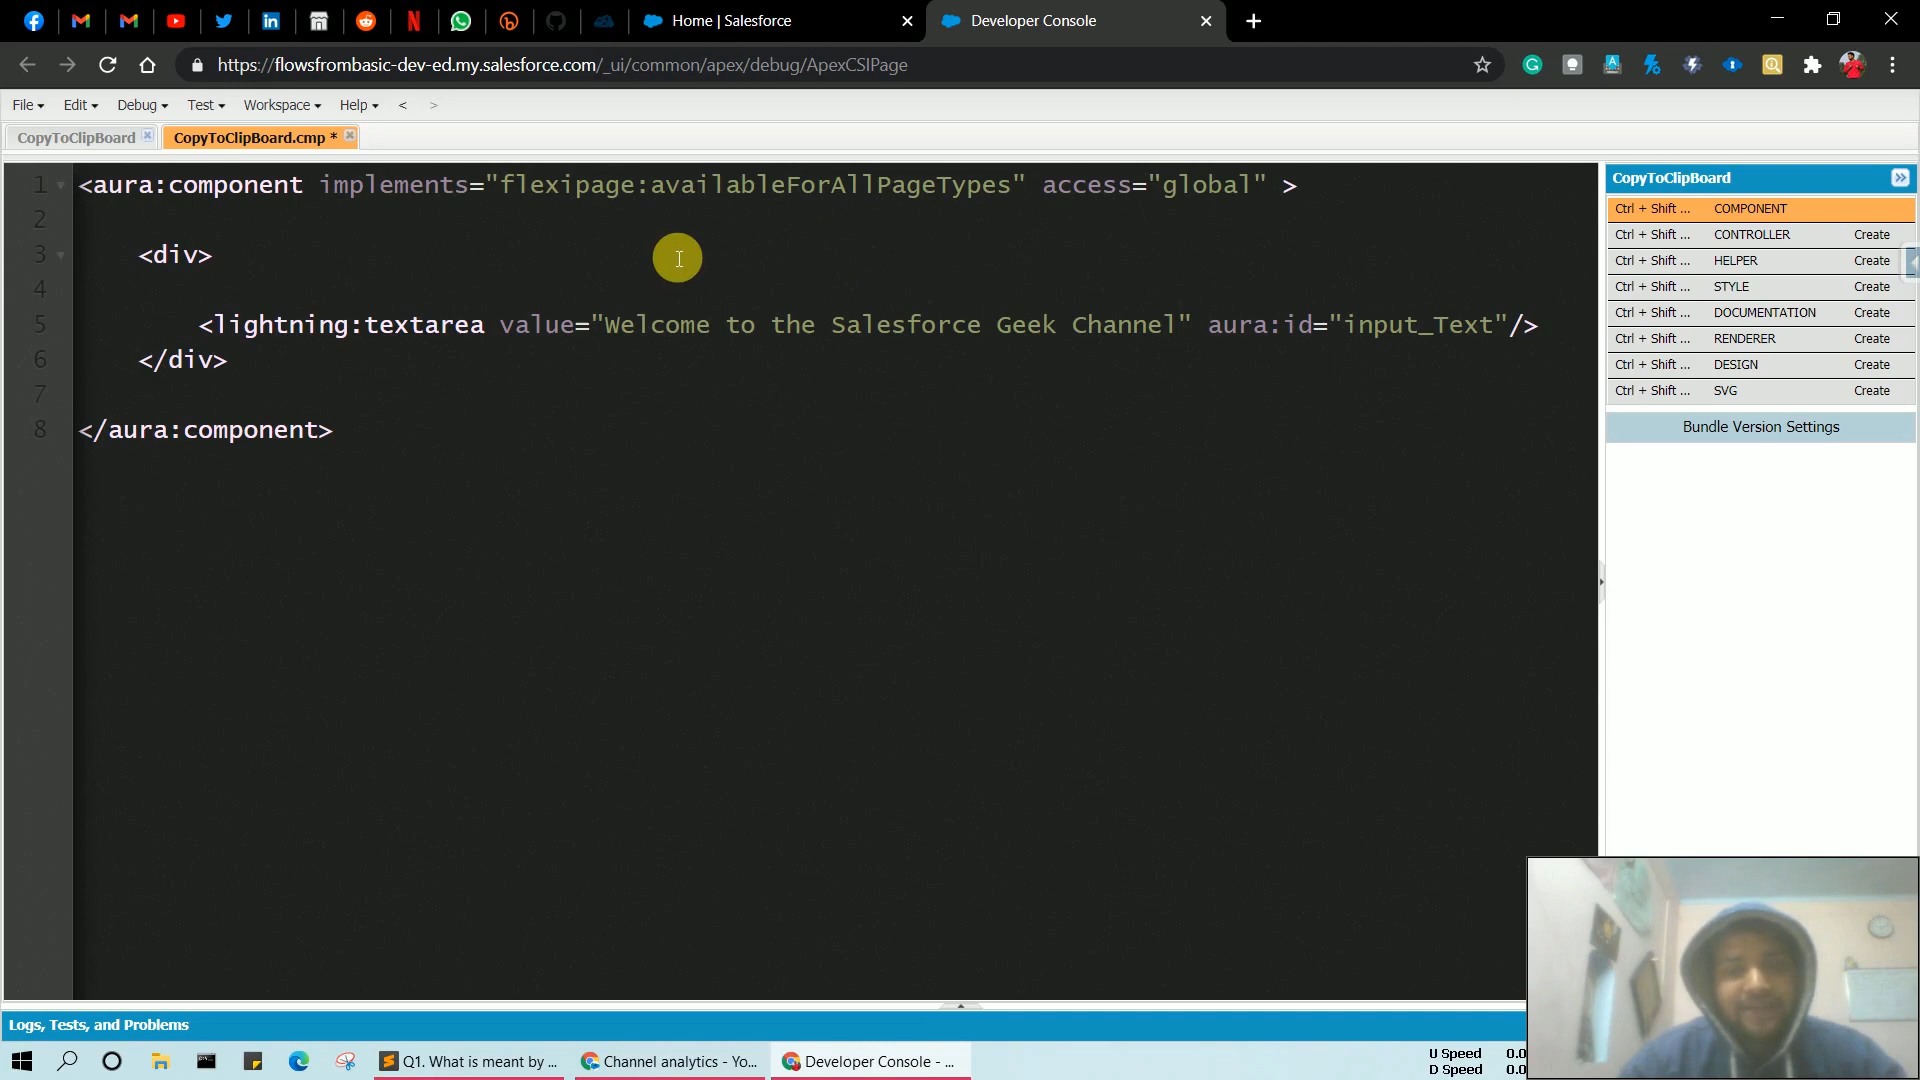 Home | Salesforce
Developer Console
https://flowsfrombasic-dev-ed.my.salesforce.com/_ui/common/apex/debug/ApexCSIPage
File Edit Debug Test Workspace Help < >
CopyToClipBoard
CopyToClipBoard.cmp *
1 <aura:component implements="flexipage:availableForAllPageTypes" access="global" >
2
3 <div>
4
5 <lightning:textarea value="Welcome to the Salesforce Geek Channel" aura:id="input_Text"/>
6 </div>
7
8 </aura:component>
CopyToClipBoard
Ctrl + Shift ... COMPONENT
Ctrl + Shift ... CONTROLLER Create
Ctrl + Shift ... HELPER Create
Ctrl + Shift ... STYLE Create
Ctrl + Shift ... DOCUMENTATION Create
Ctrl + Shift ... RENDERER Create
Ctrl + Shift ... DESIGN Create
Ctrl + Shift ... SVG Create
Bundle Version Settings
Logs, Tests, and Problems
Q1. What is meant by ...
Channel analytics - Yo...
Developer Console - ...
U Speed 0.0
D Speed 0.0